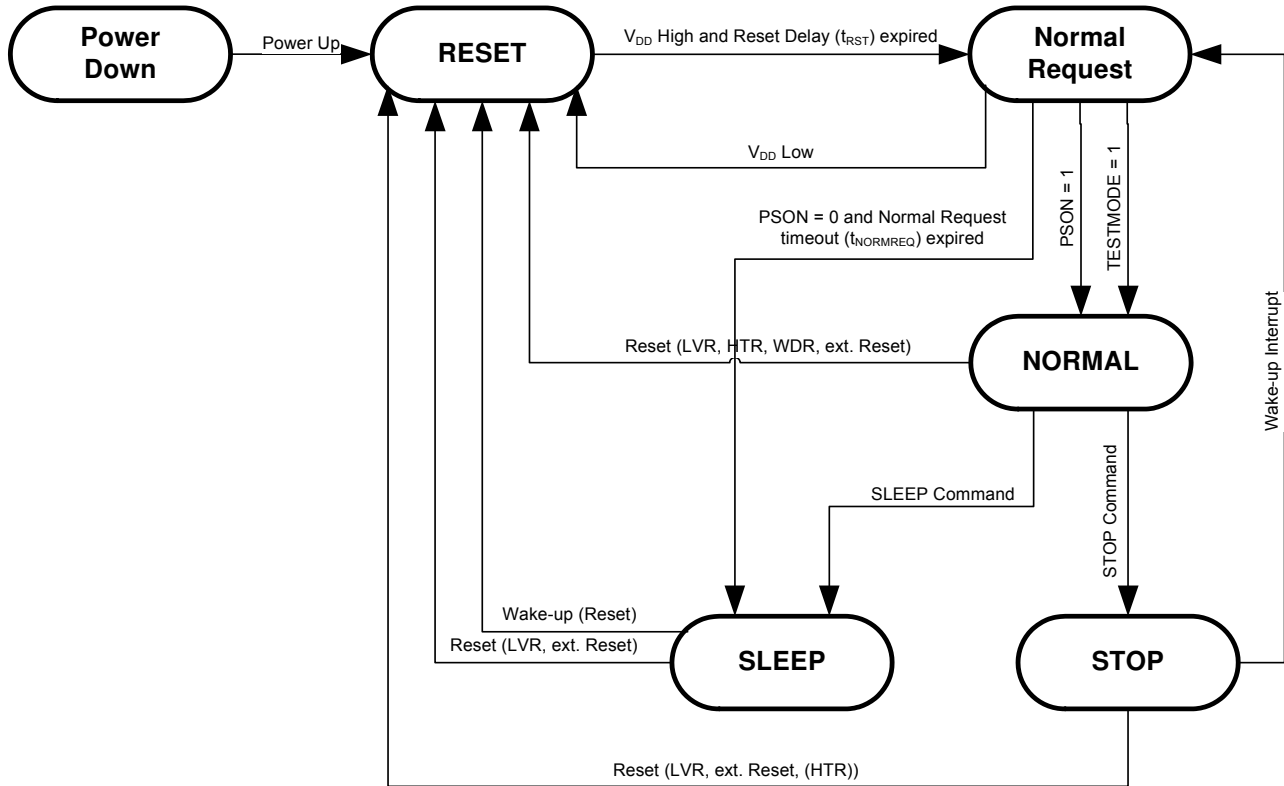 Power
Down
Power Up
RESET
VDD High and Reset Delay (tRST) expired
Normal
Request
VDD Low
PSON = 1
TESTMODE = 1
PSON = 0 and Normal Request
timeout (tNORMREQ) expired
Wake-up Interrupt
Reset (LVR, HTR, WDR, ext. Reset)
NORMAL
SLEEP Command
STOP Command
Wake-up (Reset)
Reset (LVR, ext. Reset)
SLEEP
STOP
Reset (LVR, ext. Reset, (HTR))